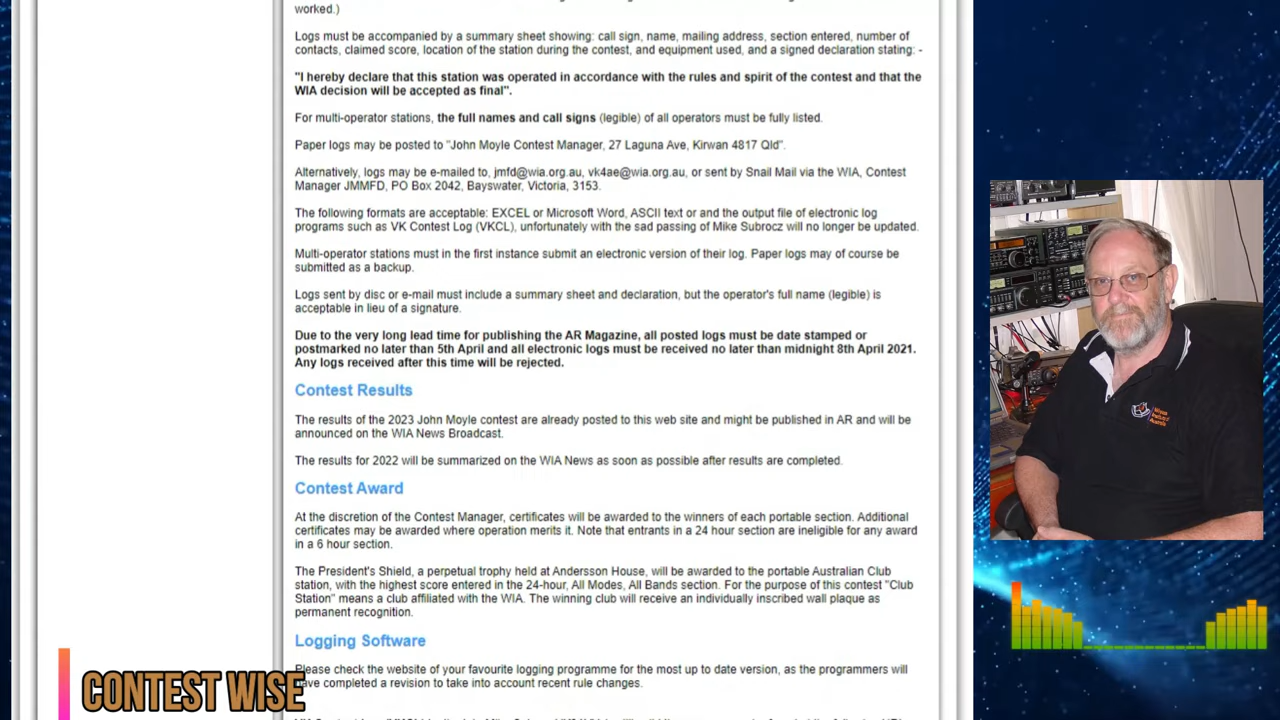 worked.)
Logs must be accompanied by a summary sheet showing: call sign, name, mailing address, section entered, number of
contacts, claimed score, location of the station during the contest, and equipment used, and a signed declaration stating: -
"I hereby declare that this station was operated in accordance with the rules and spirit of the contest and that the
WIA decision will be accepted as final".
For multi-operator stations, the full names and call signs (legible) of all operators must be fully listed.
Paper logs may be posted to "John Moyle Contest Manager, 27 Laguna Ave, Kirwan 4817 Qld".
Alternatively, logs may be e-mailed to, jmfd@wia.org.au, vk4ae@wia.org.au, or sent by Snail Mail via the WIA, Contest
Manager JMMFD, PO Box 2042, Bayswater, Victoria, 3153.
The following formats are acceptable: EXCEL or Microsoft Word, ASCII text or and the output file of electronic log
programs such as VK Contest Log (VKCL), unfortunately with the sad passing of Mike Subrocz will no longer be updated.
Multi-operator stations must in the first instance submit an electronic version of their log. Paper logs may of course be
submitted as a backup.
Logs sent by disc or e-mail must include a summary sheet and declaration, but the operator's full name (legible) is
acceptable in lieu of a signature.
Due to the very long lead time for publishing the AR Magazine, all posted logs must be date stamped or
postmarked no later than 5th April and all electronic logs must be received no later than midnight 8th April 2021.
Any logs received after this time will be rejected.
Contest Results
The results of the 2023 John Moyle contest are already posted to this web site and might be published in AR and will be
announced on the WIA News Broadcast.
The results for 2022 will be summarized on the WIA News as soon as possible after results are completed.
Contest Award
At the discretion of the Contest Manager, certificates will be awarded to the winners of each portable section. Additional
certificates may be awarded where operation merits it. Note that entrants in a 24 hour section are ineligible for any award
in a 6 hour section.
The President's Shield, a perpetual trophy held at Andersson House, will be awarded to the portable Australian Club
station, with the highest score entered in the 24-hour, All Modes, All Bands section. For the purpose of this contest "Club
Station" means a club affiliated with the WIA. The winning club will receive an individually inscribed wall plaque as
permanent recognition.
Logging Software
Please check the website of your favourite logging programme for the most up to date version, as the programmers will
have completed a revision to take into account recent rule changes.
CONTEST WISE